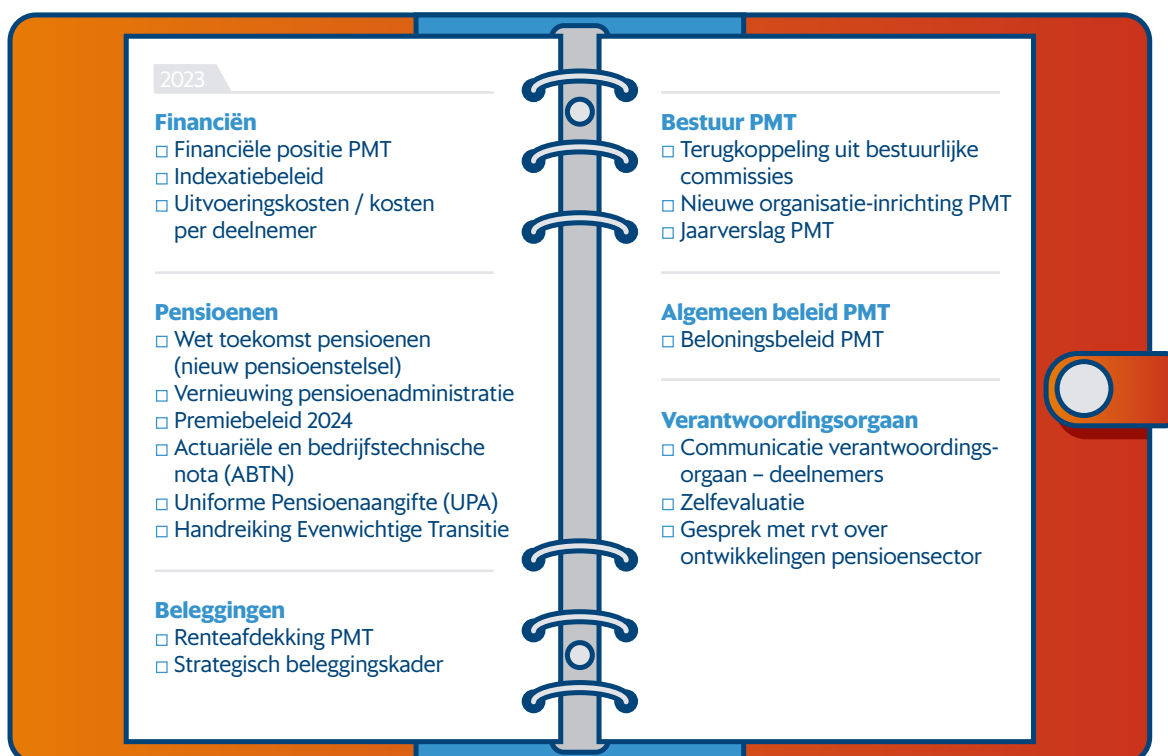 2023
Financiën
□ Financiële positie PMT
□ Indexatiebeleid
□ Uitvoeringskosten / kosten
per deelnemer
Pensioenen
□ Wet toekomst pensioenen
(nieuw pensioenstelsel)
□ Vernieuwing pensioenadministratie
□ Premiebeleid 2024
□ Actuariële en bedrijfstechnische
nota (ABTN)
□ Uniforme Pensioenaangifte (UPA)
□ Handreiking Evenwichtige Transitie
Beleggingen
□ Renteafdekking PMT
□ Strategisch beleggingskader
Bestuur PMT
□ Terugkoppeling uit bestuurlijke
commissies
□ Nieuwe organisatie-inrichting PMT
□ Jaarverslag PMT
Algemeen beleid PMT
□ Beloningsbeleid PMT
Verantwoordingsorgaan
□ Communicatie verantwoordings-
orgaan – deelnemers
□ Zelfevaluatie
□ Gesprek met rvt over
ontwikkelingen pensioensector